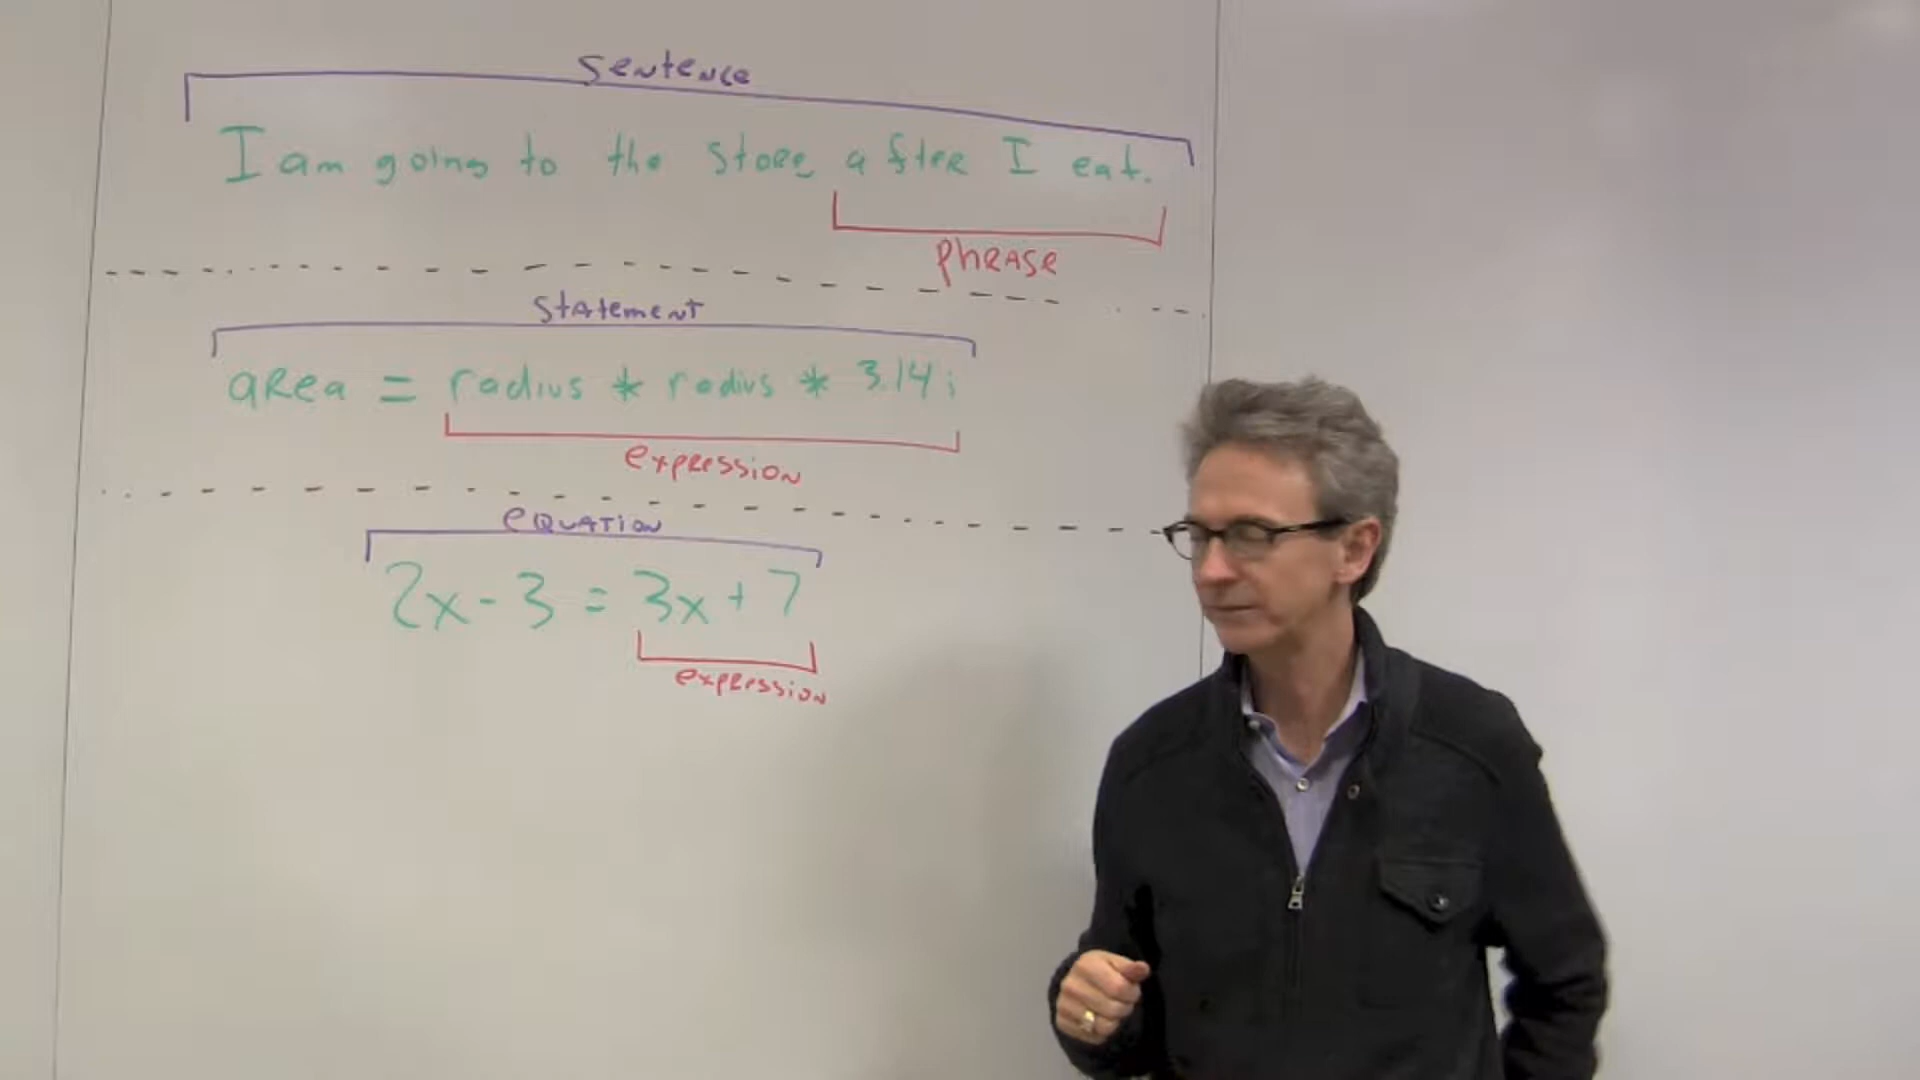 sentence
I am going to the store after I eat.
phrase
statement
area = radius * radius * 3.14;
expression
equation
2x - 3 = 3x + 7
expression